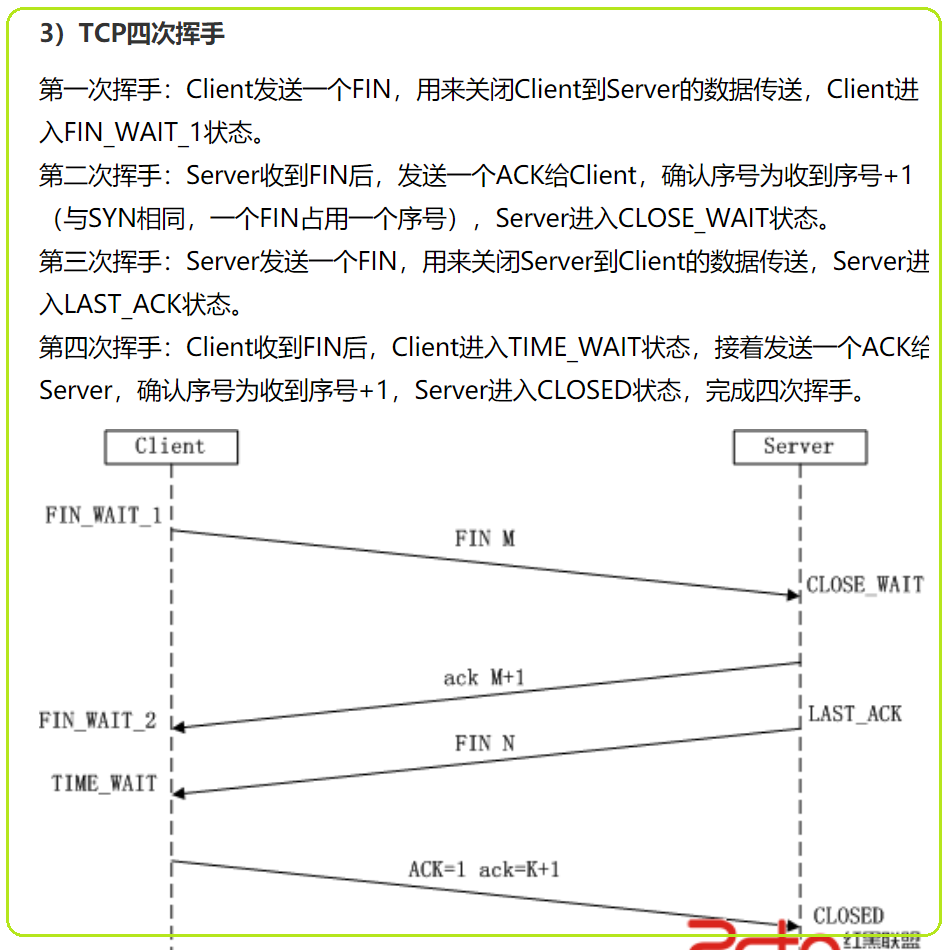 3）TCP四次挥手
第一次挥手：Client发送一个FIN，用来关闭Client到Server的数据传送，Client进
入FIN_WAIT_1状态。
第二次挥手：Server收到FIN后，发送一个ACK给Client，确认序号为收到序号+1
（与SYN相同，一个FIN占用一个序号），Server进入CLOSE_WAIT状态。
第三次挥手：Server发送一个FIN，用来关闭Server到Client的数据传送，Server进
入LAST_ACK状态。
第四次挥手：Client收到FIN后，Client进入TIME_WAIT状态，接着发送一个ACK给
Server，确认序号为收到序号+1，Server进入CLOSED状态，完成四次挥手。
Client
Server
FIN_WAIT_1
FIN M
CLOSE_WAIT
ack M+1
FIN_WAIT_2
LAST_ACK
FIN N
TIME_WAIT
ACK=1 ack=K+1
CLOSED
红黑联盟